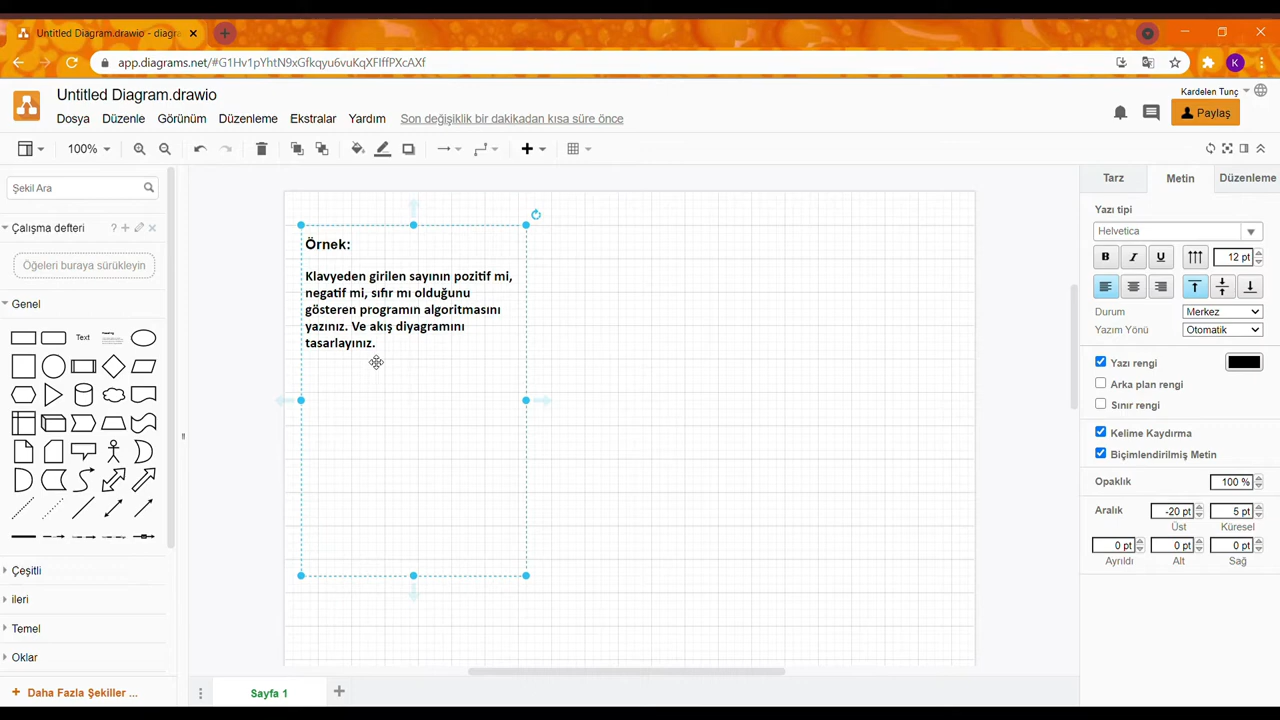 Untitled Diagram.drawio - diagra
app.diagrams.net/#G1Hv1pYhtN9xGfkqyu6vuKqXFIffPXcAXf
K
Untitled Diagram.drawio
Kardelen Tunç
Dosya Düzenle Görünüm Düzenleme Ekstralar Yardım Son değişiklik bir dakikadan kısa süre önce
Paylaş
100%
Şekil Ara
Çalışma defteri
Öğeleri buraya sürükleyin
Genel
Text
Heading
Çeşitli
ileri
Temel
Oklar
Daha Fazla Şekiller ...
Örnek:
Klavyeden girilen sayının pozitif mi,
negatif mi, sıfır mı olduğunu
gösteren programın algoritmasını
yazınız. Ve akış diyagramını
tasarlayınız.
Sayfa 1
Tarz Metin Düzenleme
Yazı tipi
Helvetica
B I U 12 pt
Durum Merkez
Yazım Yönü Otomatik
Yazı rengi
Arka plan rengi
Sınır rengi
Kelime Kaydırma
Biçimlendirilmiş Metin
Opaklık 100 %
Aralık -20 pt 5 pt
Üst Küresel
0 pt 0 pt 0 pt
Ayrıldı Alt Sağ